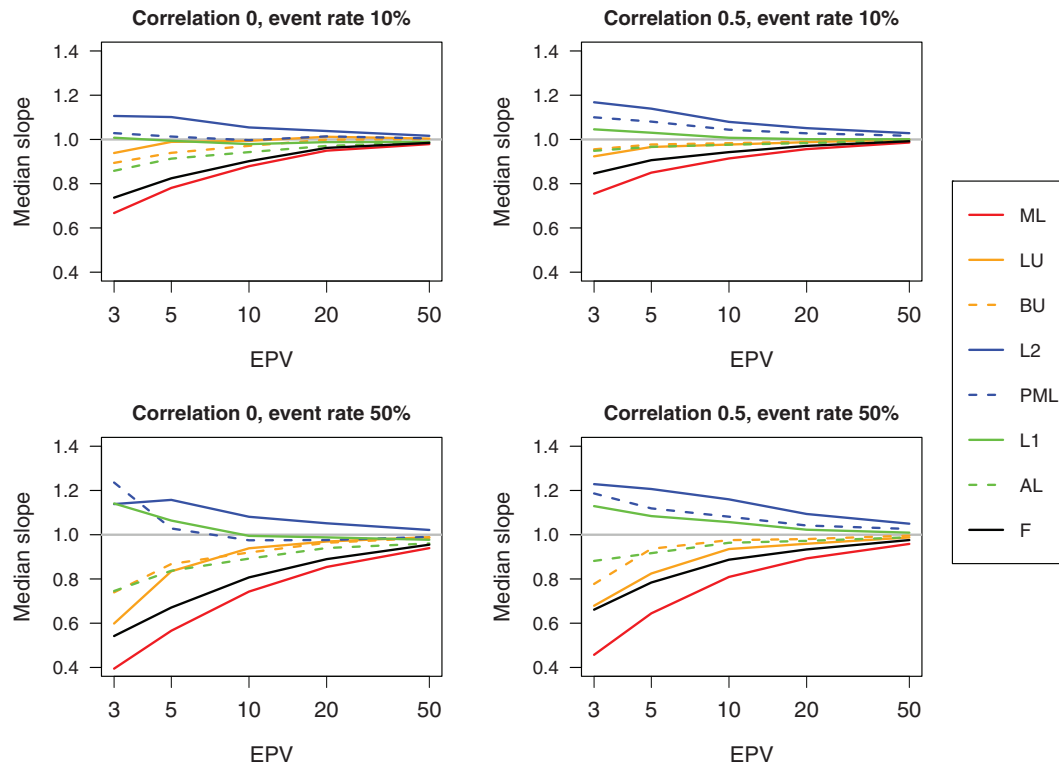 Correlation 0, event rate 10%
Median slope
1.4
1.2
1.0
0.8
0.6
0.4
3 5 10 20 50
EPV
Correlation 0.5, event rate 10%
Median slope
1.4
1.2
1.0
0.8
0.6
0.4
3 5 10 20 50
EPV
Correlation 0, event rate 50%
Median slope
1.4
1.2
1.0
0.8
0.6
0.4
3 5 10 20 50
EPV
Correlation 0.5, event rate 50%
Median slope
1.4
1.2
1.0
0.8
0.6
0.4
3 5 10 20 50
EPV
ML
LU
BU
L2
PML
L1
AL
F